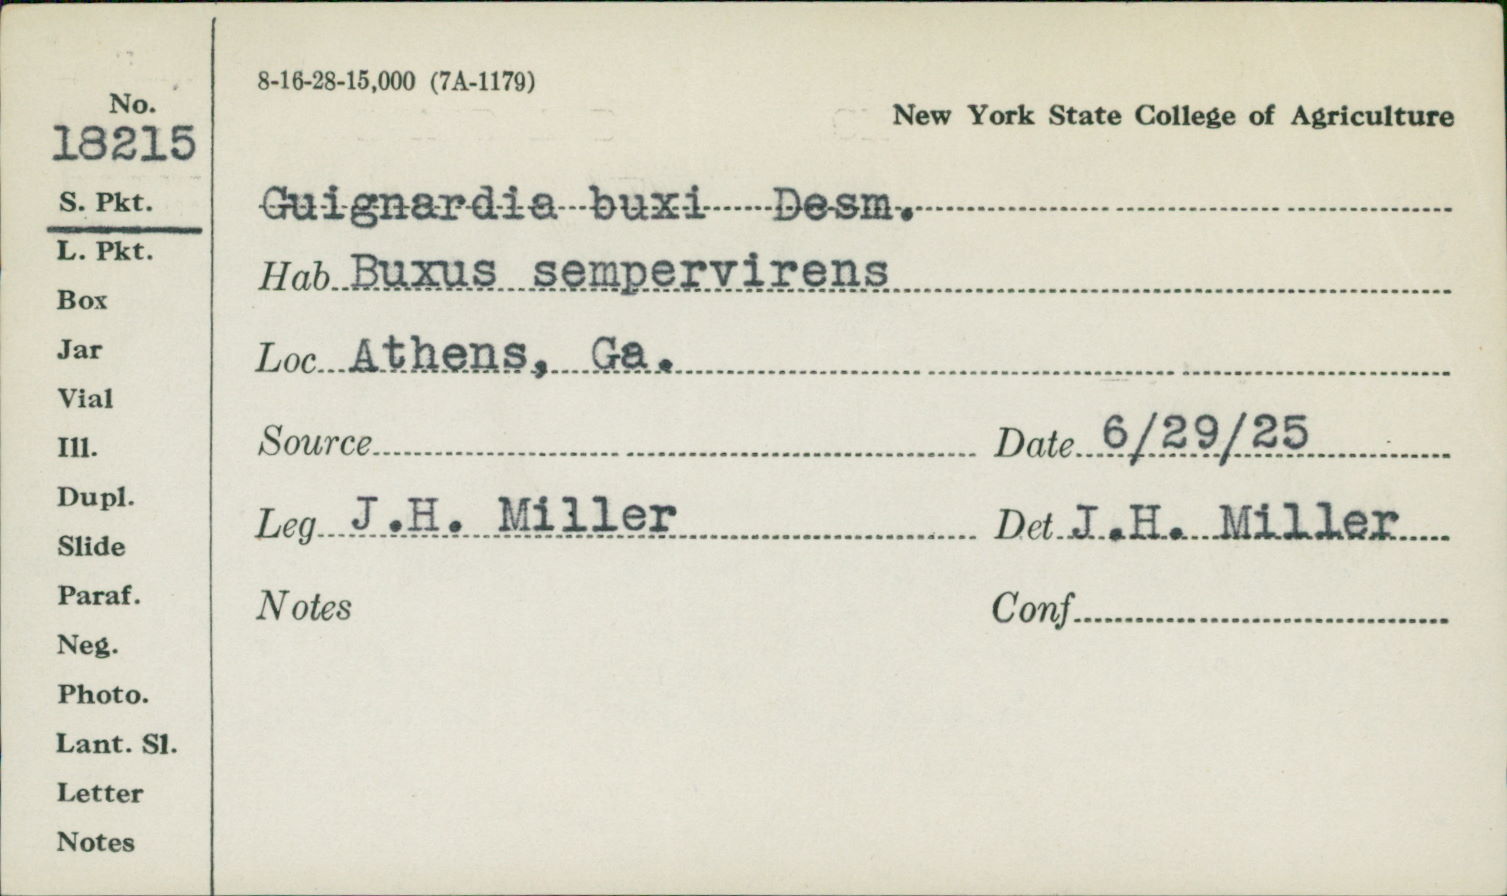 8-16-28-15,000 (7A-1179)
New York State College of Agriculture
No.
18215
S. Pkt.
L. Pkt.
Box
Jar
Vial
Ill.
Dupl.
Slide
Paraf.
Neg.
Photo.
Lant. Sl.
Letter
Notes
Guignardia buxi Desm.
Hab Buxus sempervirens
Loc Athens, Ga.
Source Date 6/29/25
Leg J.H. Miller Det J.H. Miller
Notes Conf